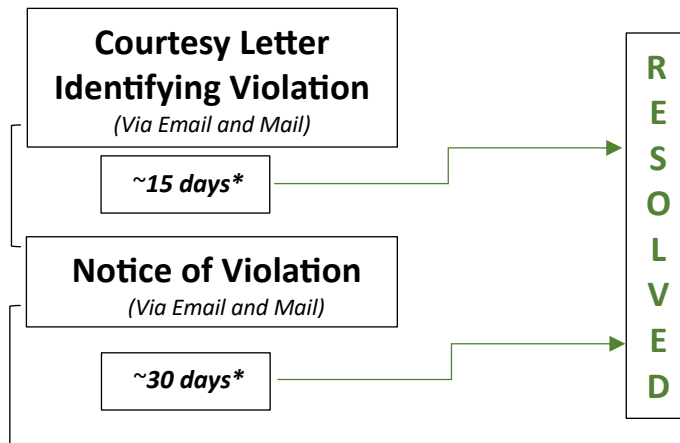 Courtesy Letter
Identifying Violation
(Via Email and Mail)
~15 days*
Notice of Violation
(Via Email and Mail)
~30 days*
R
E
S
O
L
V
E
D